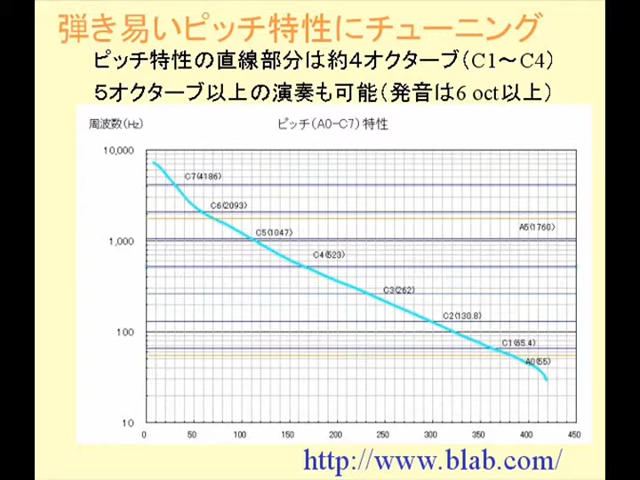 弾き易いピッチ特性にチューニング
ピッチ特性の直線部分は約４オクターブ（C1～C4）
５オクターブ以上の演奏も可能（発音は6 oct以上）
周波数(Hz)
ピッチ(A0-C7)特性
10,000
C7(4186)
C6(2093)
A5(1760)
C5(1047)
1,000
C4(523)
C3(262)
C2(130.8)
100
C1(65.4)
A0(55)
10
0 50 100 150 200 250 300 350 400 450
http://www.blab.com/